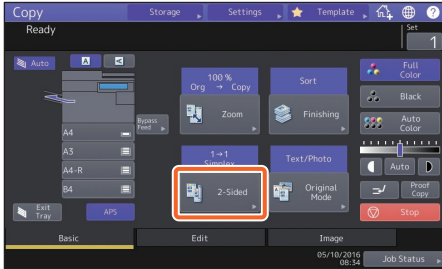 Copy
Storage
Settings
Template
?
Ready
Set
1
Auto
A
A
100 %
Org → Copy
Sort
Full
Color
Zoom
Finishing
Black
Bypass
Feed
Auto
Color
A4
A3
A4-R
B4
1→1
Simplex
Text/Photo
2-Sided
Original
Mode
Auto
Proof
Copy
Exit
Tray
APS
Stop
Basic
Edit
Image
05/10/2016
08:34
Job Status